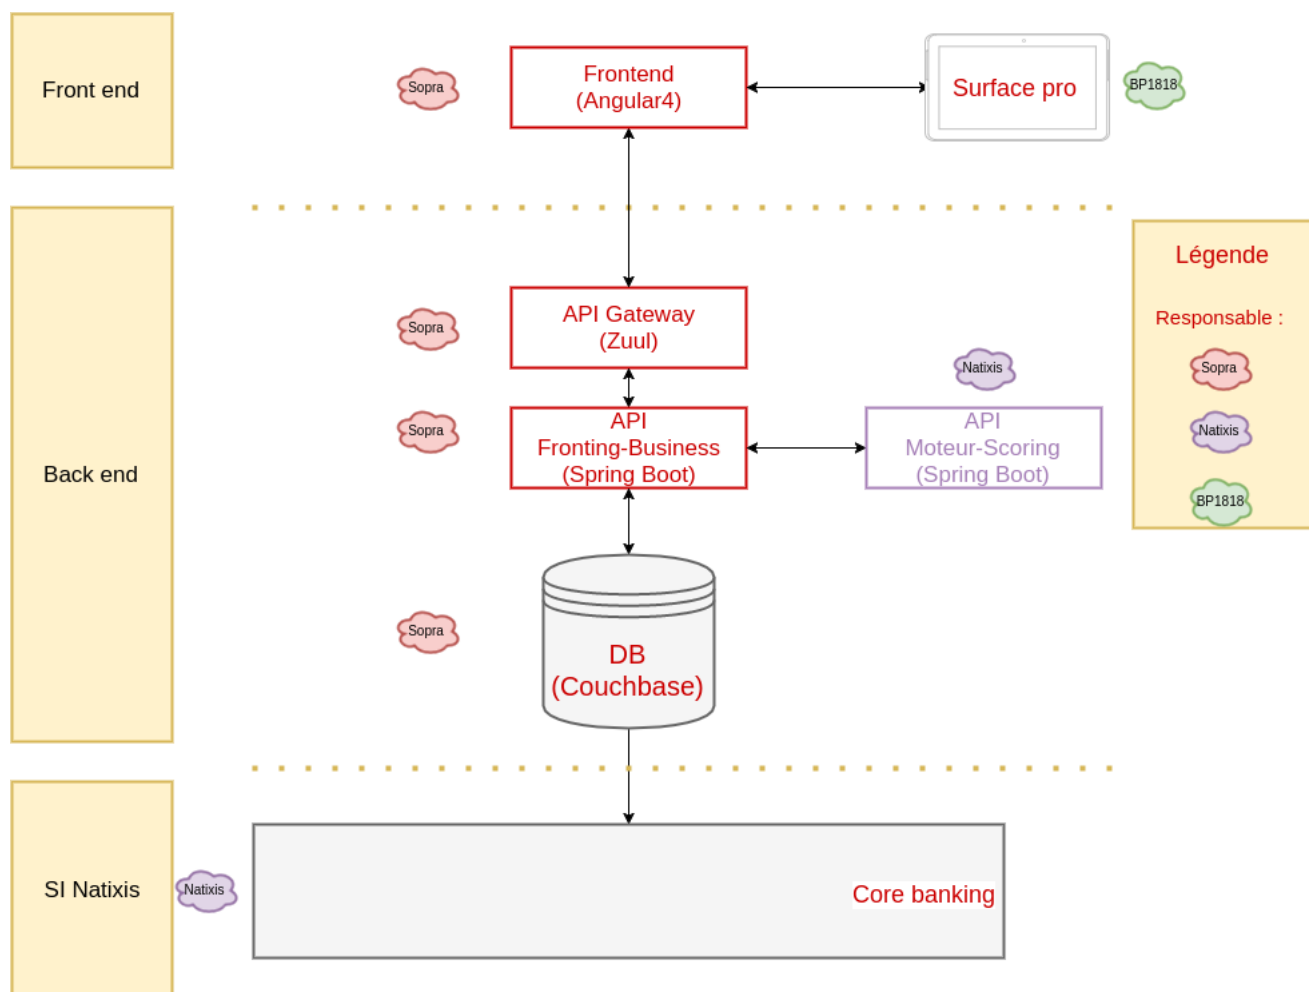 Front end
Sopra
Frontend
(Angular4)
Surface pro
BP1818
Back end
Sopra
API Gateway
(Zuul)
Sopra
API
Fronting-Business
(Spring Boot)
Natixis
API
Moteur-Scoring
(Spring Boot)
Légende
Responsable :
Sopra
Natixis
BP1818
Sopra
DB
(Couchbase)
SI Natixis
Natixis
Core banking